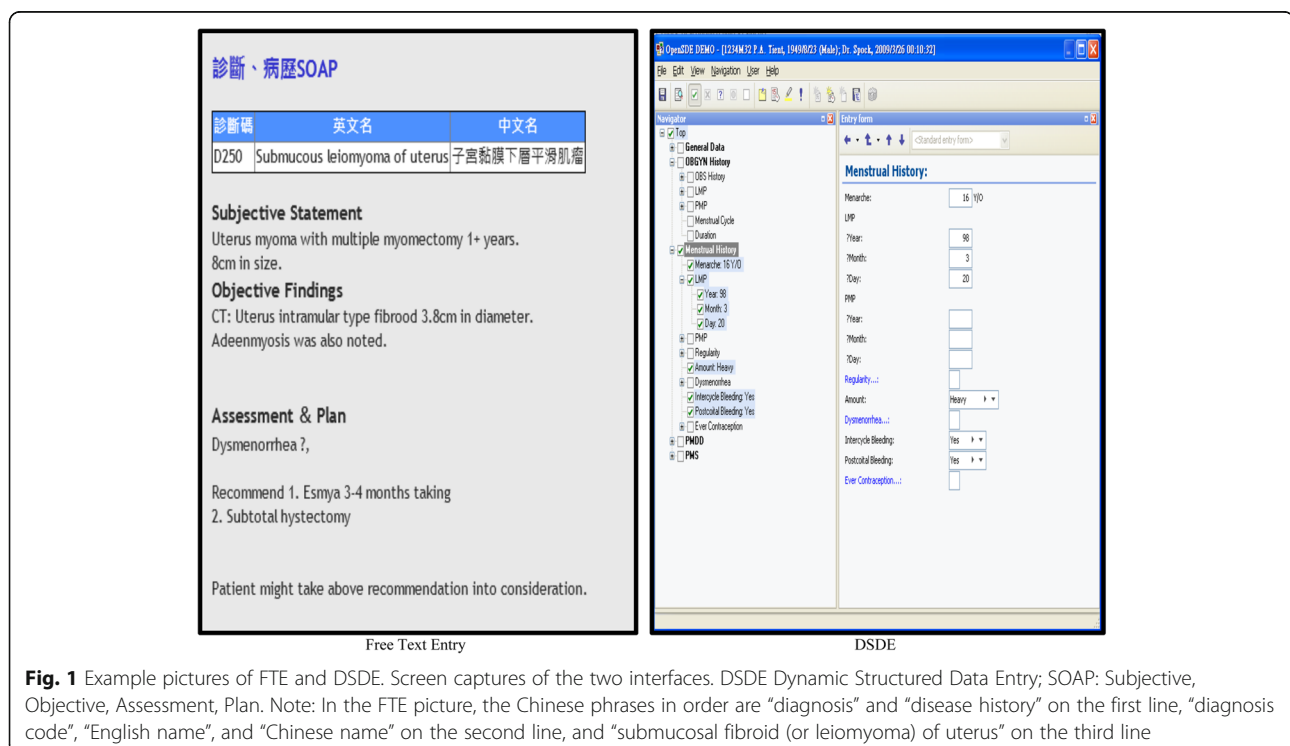 診斷、病歷SOAP
診斷碼 英文名 中文名
D250 Submucous leiomyoma of uterus 子宮黏膜下層平滑肌瘤
Subjective Statement
Uterus myoma with multiple myomectomy 1+ years.
8cm in size.
Objective Findings
CT: Uterus intramular type fibrood 3.8cm in diameter.
Adeenmyosis was also noted.
Assessment & Plan
Dysmenorrhea ?,
Recommend 1. Esmya 3-4 months taking
2. Subtotal hystectomy
Patient might take above recommendation into consideration.
Free Text Entry
OpenSDE DEMO - [1234M32 P.A. Tient, 1949/8/23 (Male); Dr. Spock, 2009/3/26 00:10:32]
File Edit View Navigation User Help
Navigator
Top
General Data
OBGYN History
OBS History
LMP
PMP
Menstrual Cycle
Duration
Menstrual History
Menarche: 16 Y/O
LMP
Year: 98
Month: 3
Day: 20
PMP
Regularity
Amount: Heavy
Dysmenorrhea
Intercycle Bleeding: Yes
Postcoital Bleeding: Yes
Ever Contraception
PMDD
PMS
Entry form
<Standard entry form>
Menstrual History:
Menarche: 16 Y/O
LMP
?Year: 98
?Month: 3
?Day: 20
PMP
?Year:
?Month:
?Day:
Regularity...:
Amount: Heavy
Dysmenorrhea...:
Intercycle Bleeding: Yes
Postcoital Bleeding: Yes
Ever Contraception...:
DSDE
Fig. 1 Example pictures of FTE and DSDE. Screen captures of the two interfaces. DSDE Dynamic Structured Data Entry; SOAP: Subjective,
Objective, Assessment, Plan. Note: In the FTE picture, the Chinese phrases in order are “diagnosis” and “disease history” on the first line, “diagnosis
code”, “English name”, and “Chinese name” on the second line, and “submucosal fibroid (or leiomyoma) of uterus” on the third line